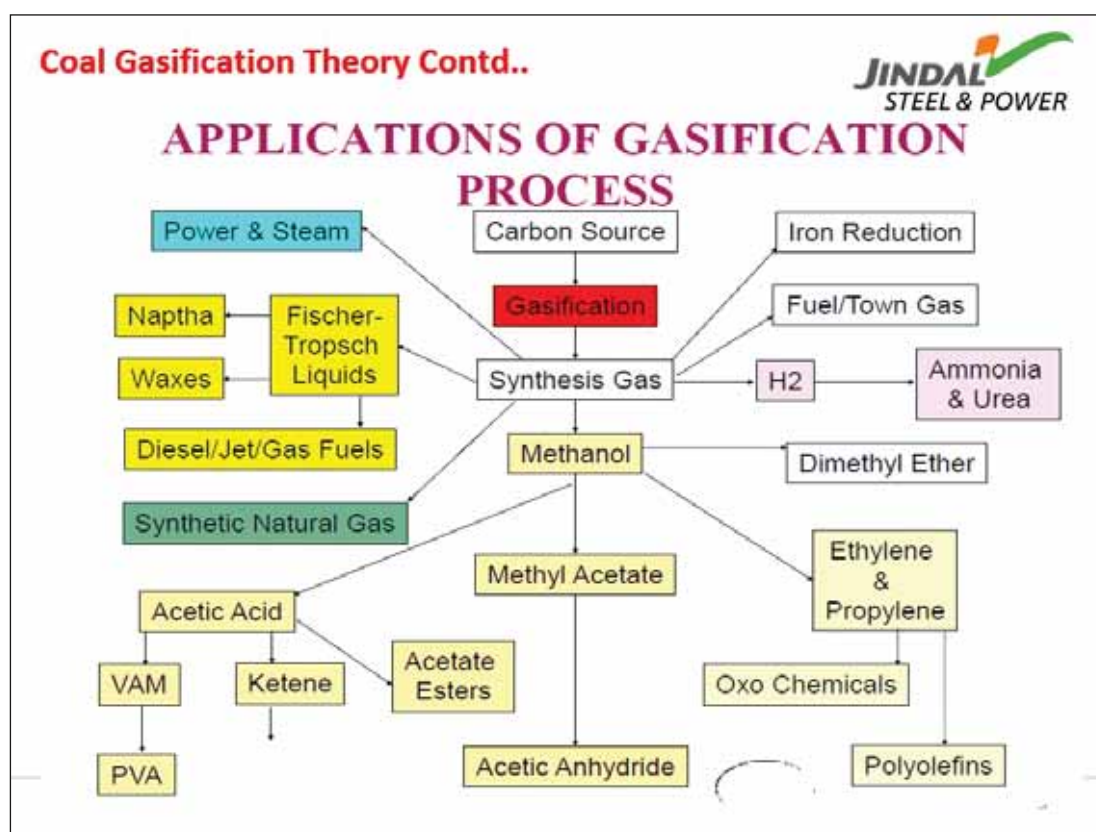 Coal Gasification Theory Contd..
JINDAL
STEEL & POWER
APPLICATIONS OF GASIFICATION
PROCESS
Power & Steam
Carbon Source
Iron Reduction
Gasification
Fuel/Town Gas
Naptha
Fischer-
Tropsch
Liquids
Waxes
Synthesis Gas
H2
Ammonia
& Urea
Diesel/Jet/Gas Fuels
Methanol
Dimethyl Ether
Synthetic Natural Gas
Ethylene
&
Propylene
Methyl Acetate
Acetic Acid
VAM
Ketene
Acetate
Esters
Oxo Chemicals
PVA
Acetic Anhydride
Polyolefins